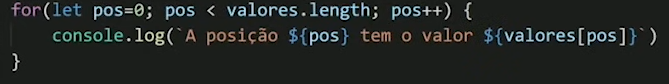 for(let pos=0; pos < valores.length; pos++) {
    console.log(`A posição ${pos} tem o valor ${valores[pos]}`)
}